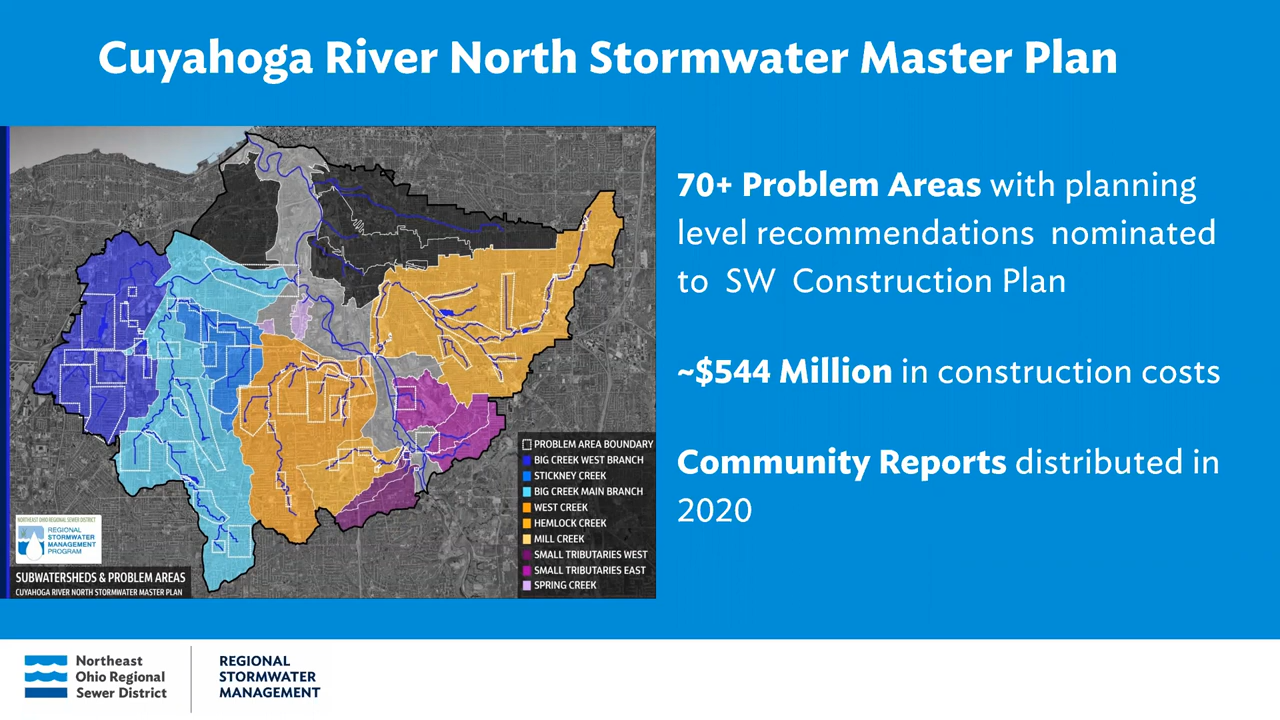 Cuyahoga River North Stormwater Master Plan
70+ Problem Areas with planning
level recommendations nominated
to SW Construction Plan
~$544 Million in construction costs
Community Reports distributed in
2020
PROBLEM AREA BOUNDARY
BIG CREEK WEST BRANCH
STICKNEY CREEK
BIG CREEK MAIN BRANCH
WEST CREEK
HEMLOCK CREEK
MILL CREEK
SMALL TRIBUTARIES WEST
SMALL TRIBUTARIES EAST
SPRING CREEK
NORTHEAST OHIO REGIONAL SEWER DISTRICT
REGIONAL
STORMWATER
MANAGEMENT
PROGRAM
SUBWATERSHEDS & PROBLEM AREAS
CUYAHOGA RIVER NORTH STORMWATER MASTER PLAN
Northeast
Ohio Regional
Sewer District
REGIONAL
STORMWATER
MANAGEMENT